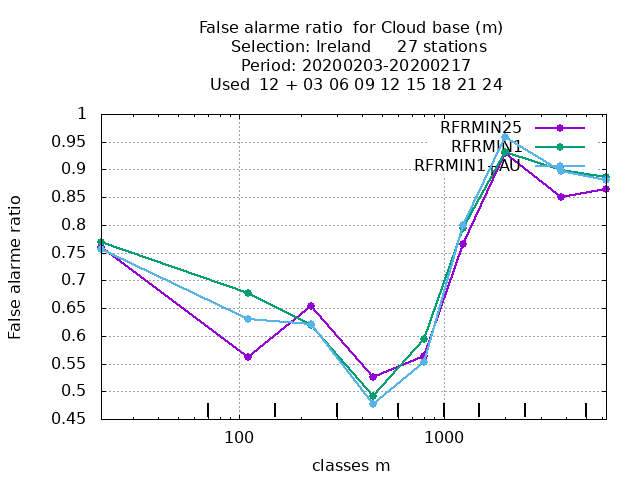 False alarme ratio  for Cloud base (m)
Selection: Ireland     27 stations
Period: 20200203-20200217
Used  12 + 03 06 09 12 15 18 21 24
RFRMIN25
RFRMIN1
RFRMIN1+AU
1
0.95
0.9
0.85
0.8
0.75
0.7
0.65
0.6
0.55
0.5
0.45
False alarme ratio
100
1000
classes m